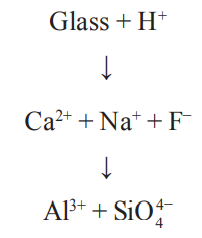 Glass + H⁺
↓
Ca²⁺ + Na⁺ + F⁻
↓
Al³⁺ + SiO₄⁴⁻